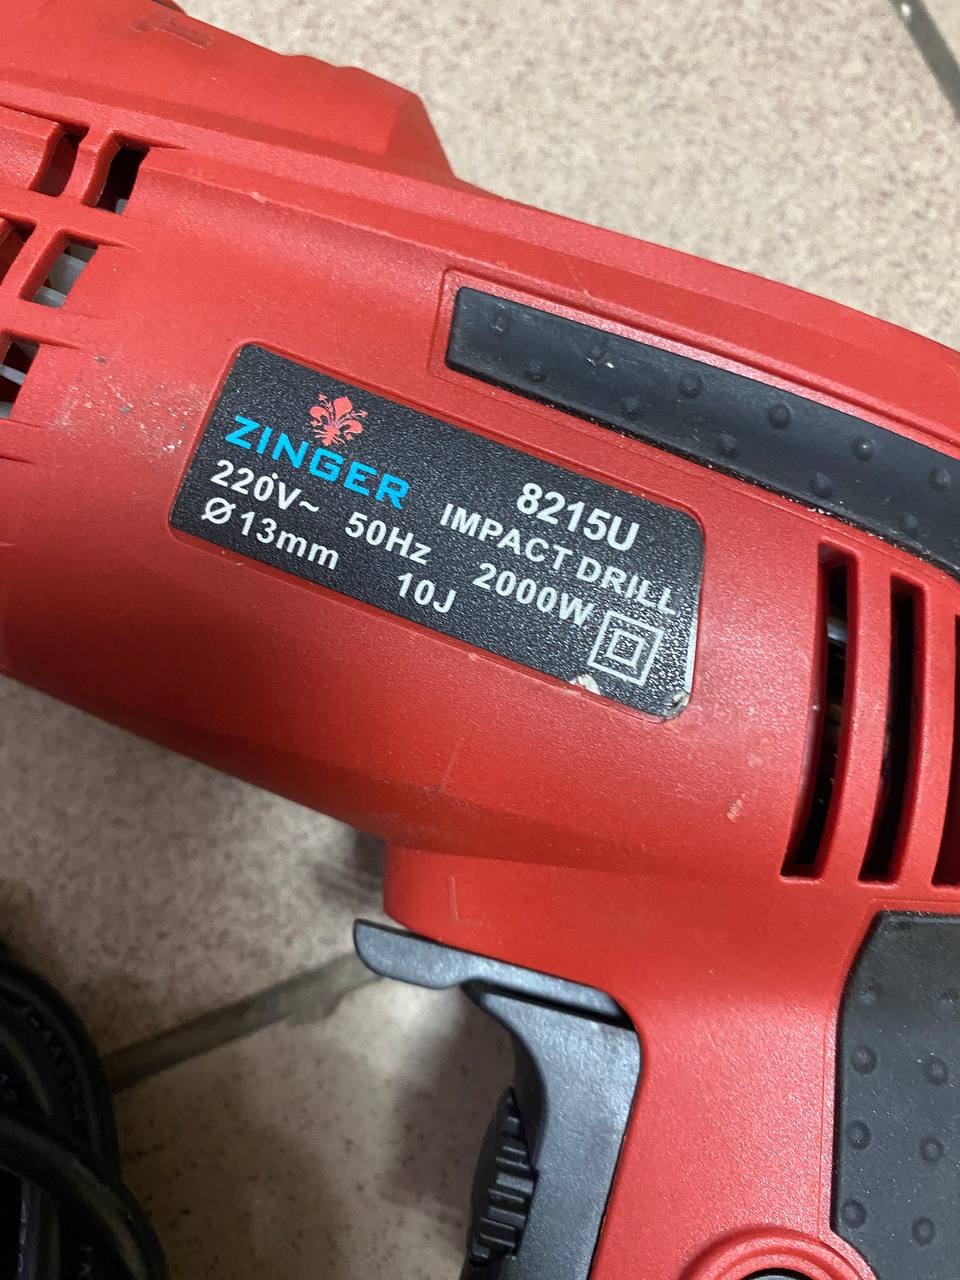 ZINGER
8215U
220V~ 50Hz IMPACT DRILL
Ø13mm 10J 2000W
L